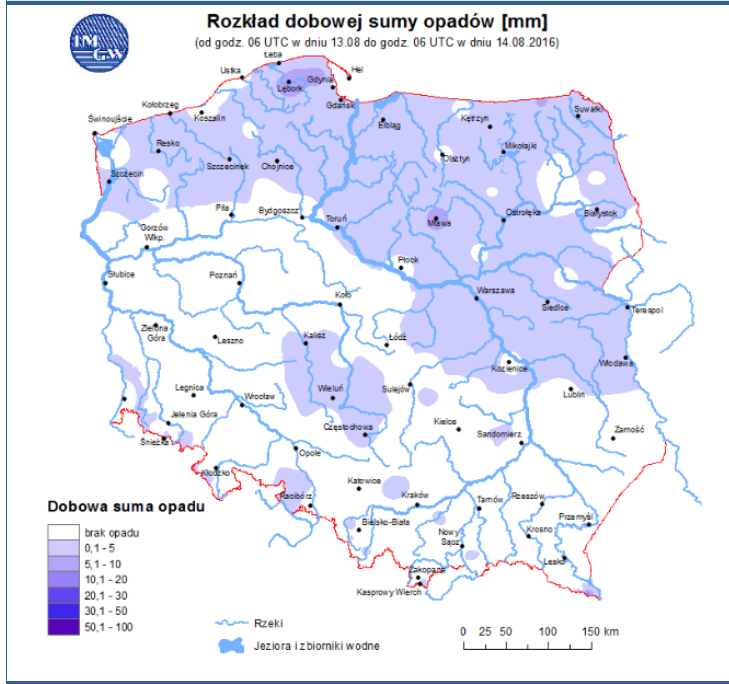 Rozkład dobowej sumy opadów [mm]
(od godz. 06 UTC w dniu 13.08 do godz. 06 UTC w dniu 14.08.2016)
IM
GW
Łeba
Ustka
Hel
Gdynia
Lębork
Gdańsk
Kołobrzeg
Koszalin
Świnoujście
Elbląg
Kętrzyn
Suwałki
Resko
Szczecinek
Chojnice
Olsztyn
Mikołajki
Szczecin
Piła
Bydgoszcz
Toruń
Mława
Ostrołęka
Białystok
Gorzów
Wlkp.
Płock
Słubice
Poznań
Koło
Warszawa
Siedlce
Terespol
Zielona
Góra
Leszno
Kalisz
Łódź
Kozienice
Włodawa
Legnica
Wrocław
Wieluń
Sulejów
Lublin
Jelenia Góra
Śnieżka
Częstochowa
Kielce
Sandomierz
Zamość
Opole
Kłodzko
Racibórz
Katowice
Kraków
Tarnów
Rzeszów
Przemyśl
Bielsko-Biała
Nowy
Sącz
Krosno
Lesko
Zakopane
Kasprowy Wierch
Dobowa suma opadu
brak opadu
0,1 - 5
5,1 - 10
10,1 - 20
20,1 - 30
30,1 - 50
50,1 - 100
Rzeki
Jeziora i zbiorniki wodne
0 25 50 100 150 km